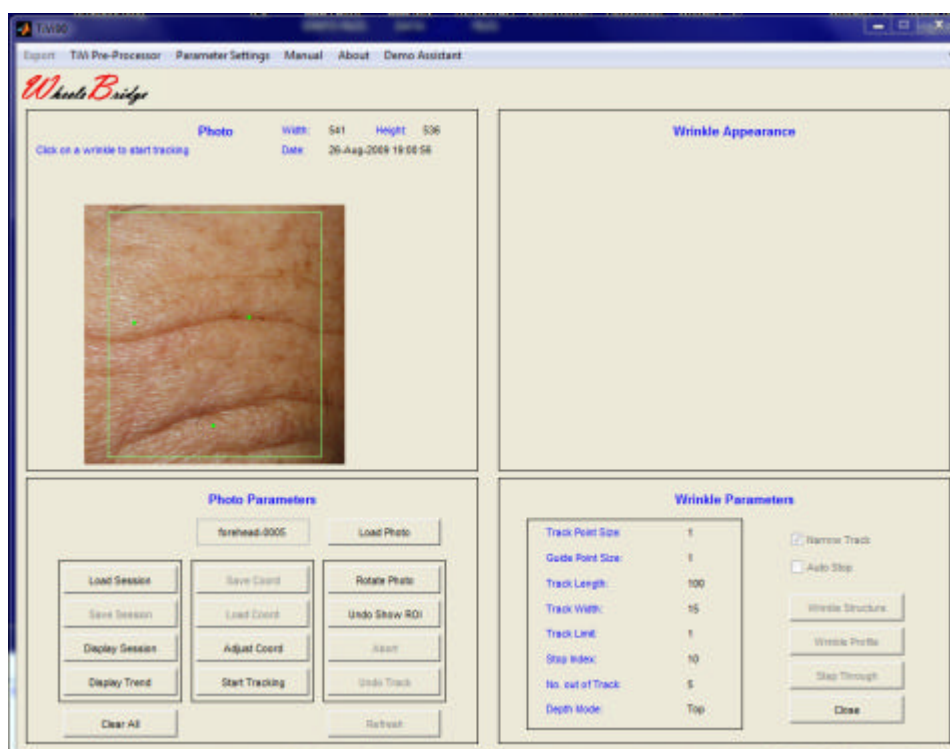 TiVi90
Export TiVi Pre-Processor Parameter Settings Manual About Demo Assistant
WheelsBridge
Photo Width: 541 Height: 536
Click on a wrinkle to start tracking Date: 26-Aug-2009 19:00:56
Wrinkle Appearance
Photo Parameters
forehead-0005 Load Photo
Load Session Save Coord Rotate Photo
Save Session Load Coord Undo Show ROI
Display Session Adjust Coord Abort
Display Trend Start Tracking Undo Track
Clear All Refresh
Wrinkle Parameters
Track Point Size: 1
Guide Point Size: 1
Track Length: 100
Track Width: 15
Track Limit: 1
Stop Index: 10
No. out of Track: 5
Depth Mode: Top
Narrow Track
Auto Stop
Wrinkle Structure
Wrinkle Profile
Step Through
Close